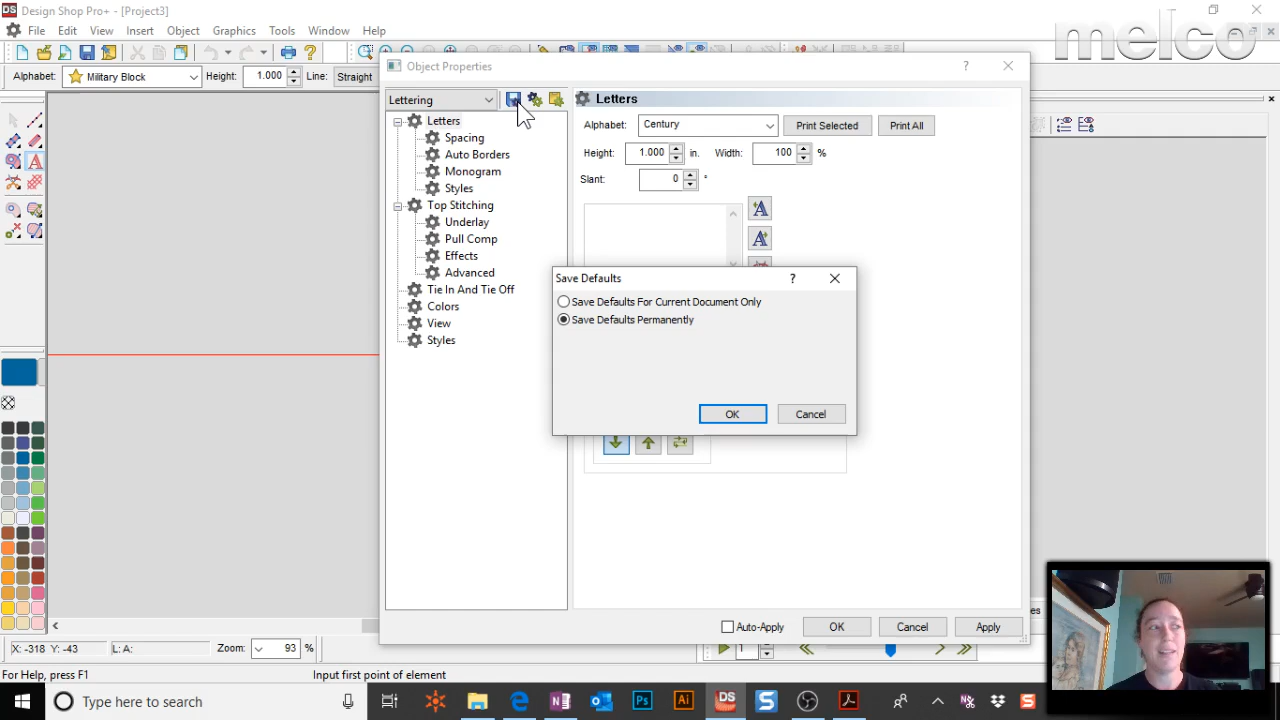 DS Design Shop Pro+ - [Project3]
melco
File Edit View Insert Object Graphics Tools Window Help
Alphabet: Military Block Height: 1.000 Line: Straight
Object Properties ?
Lettering
Letters
Spacing
Auto Borders
Monogram
Styles
Top Stitching
Underlay
Pull Comp
Effects
Advanced
Tie In And Tie Off
Colors
View
Styles
Letters
Alphabet: Century Print Selected Print All
Height: 1.000 in. Width: 100 %
Slant: 0 °
Save Defaults ?
Save Defaults For Current Document Only
Save Defaults Permanently
OK Cancel
Auto-Apply OK Cancel Apply
X: -318 Y: -43 L: A: Zoom: 93 % 1
For Help, press F1 Input first point of element
Type here to search Ps Ai DS S